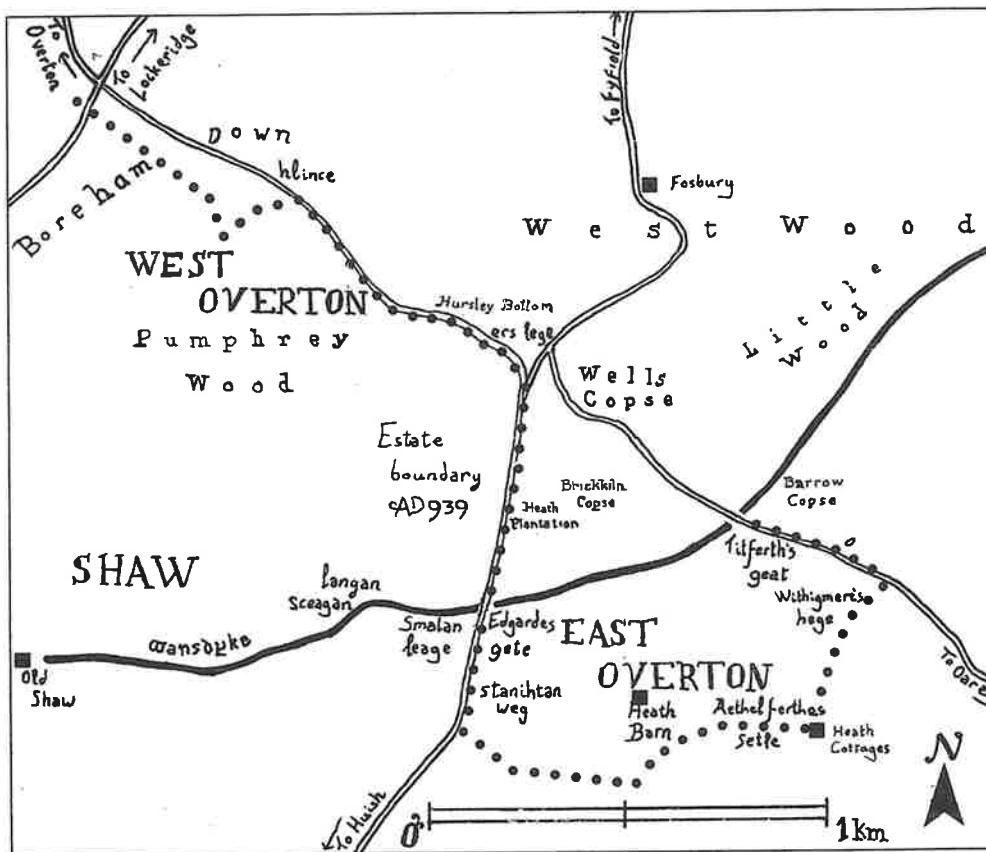 To
Overton
To
Lockeridge
To Fyfield
Down
hlince
Fosbury
Boreham
West Wood
WEST
OVERTON
Little
Wood
Hursley Bottom
ers lege
Pumphrey
Wood
Wells
Copse
Estate
boundary
AD939
Brickkiln
Copse
Barrow
Copse
Heath
Plantation
Titferth's
geat
SHAW
langan
Sceagan
Withigmeris
hege
Smalan
leage
Edgardes
gete
EAST
OVERTON
Wansdyke
Old
Shaw
stanihtan
weg
To Oare
Heath
Barn
Aethelferthes
Setle
Heath
Cottages
N
To Huish
0
1km